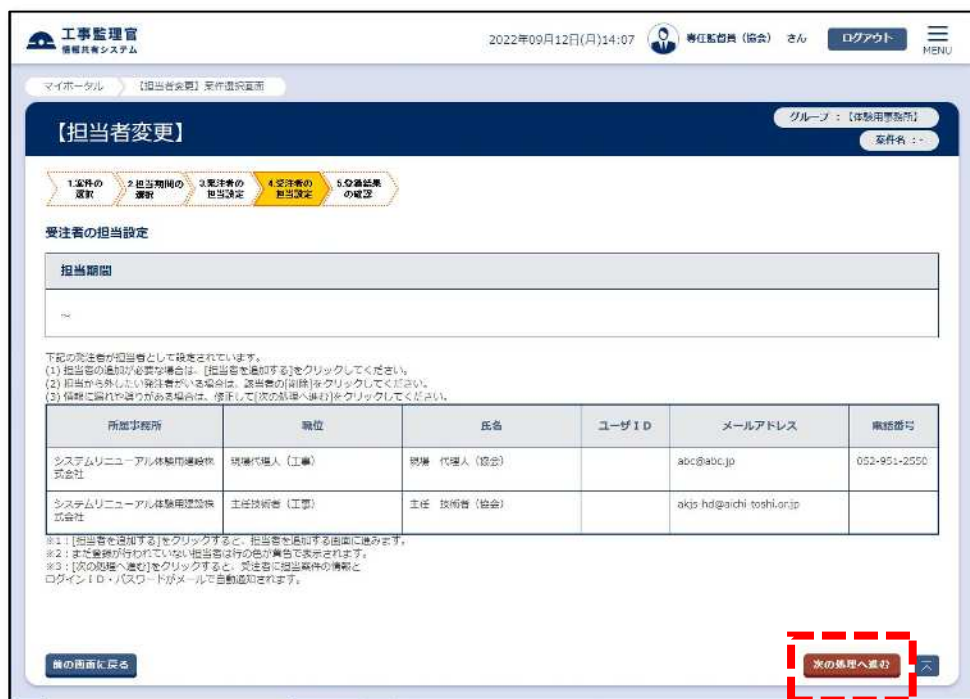 工事監理官
情報共有システム
2022年09月12日(月)14:07
専任監督員（協会） さん
ログアウト
MENU
マイポータル
【担当者変更】案件選択画面
【担当者変更】
グループ：【体験用事務所】
案件名：-
1.案件の
選択
2.担当期間の
選択
3.発注者の
担当設定
4.受注者の
担当設定
5.登録結果
の確認
受注者の担当設定
担当期間
～
下記の発注者が担当者として設定されています。
(1) 担当者の追加が必要な場合は、[担当者を追加する]をクリックしてください。
(2) 担当から外したい発注者がいる場合は、該当者の[削除]をクリックしてください。
(3) 情報に漏れや誤りがある場合は、修正して[次の処理へ進む]をクリックしてください。
所属事務所 職位 氏名 ユーザＩＤ メールアドレス 電話番号
システムリニューアル体験用建設株 現場代理人（工事） 現場 代理人（協会） abc@abc.jp 052-951-2550
式会社
システムリニューアル体験用建設株 主任技術者（工事） 主任 技術者（協会） akjs-hd@aichi-toshi.or.jp
式会社
※1：[担当者を追加する]をクリックすると、担当者を追加する画面に進みます。
※2：まだ登録が行われていない担当者は行の色が黄色で表示されます。
※3：[次の処理へ進む]をクリックすると、受注者に担当案件の情報と
ログインＩＤ・パスワードがメールで自動通知されます。
前の画面に戻る
次の処理へ進む